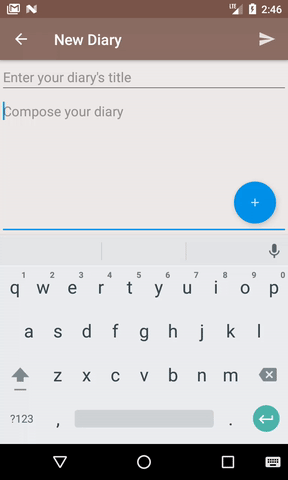 LTE 2:46
New Diary
Enter your diary's title
Compose your diary
+
1 2 3 4 5 6 7 8 9 0
q w e r t y u i o p
a s d f g h j k l
z x c v b n m
?123 , .